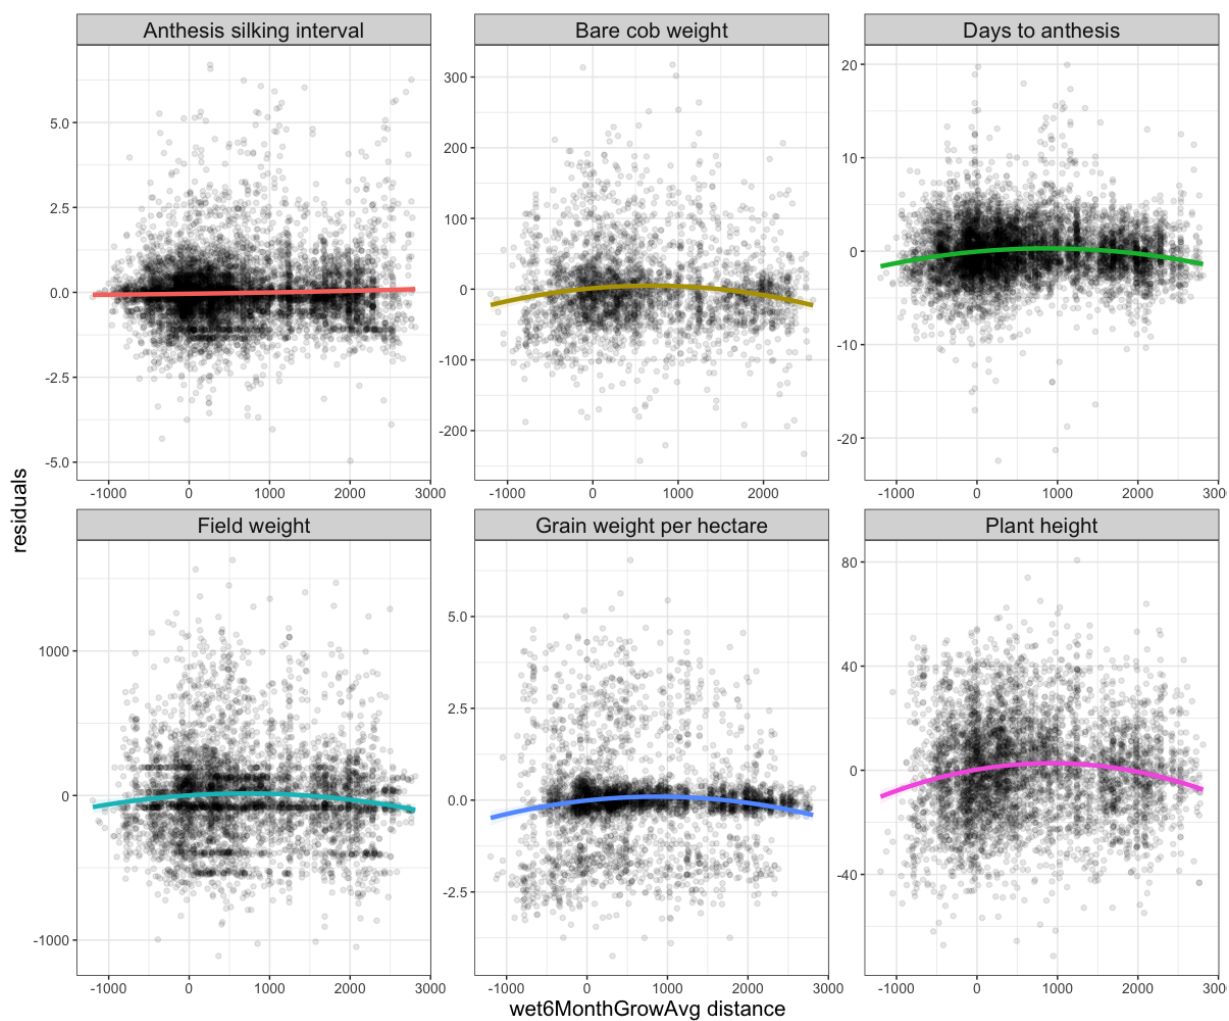 Anthesis silking interval
Bare cob weight
Days to anthesis
5.0
2.5
0.0
-2.5
-5.0
300
200
100
0
-100
-200
20
10
0
-10
-20
-1000 0 1000 2000 3000
-1000 0 1000 2000
-1000 0 1000 2000 3000
residuals
Field weight
Grain weight per hectare
Plant height
1000
0
-1000
5.0
2.5
0.0
-2.5
80
40
0
-40
-1000 0 1000 2000 3000
-1000 0 1000 2000 3000
-1000 0 1000 2000
wet6MonthGrowAvg distance